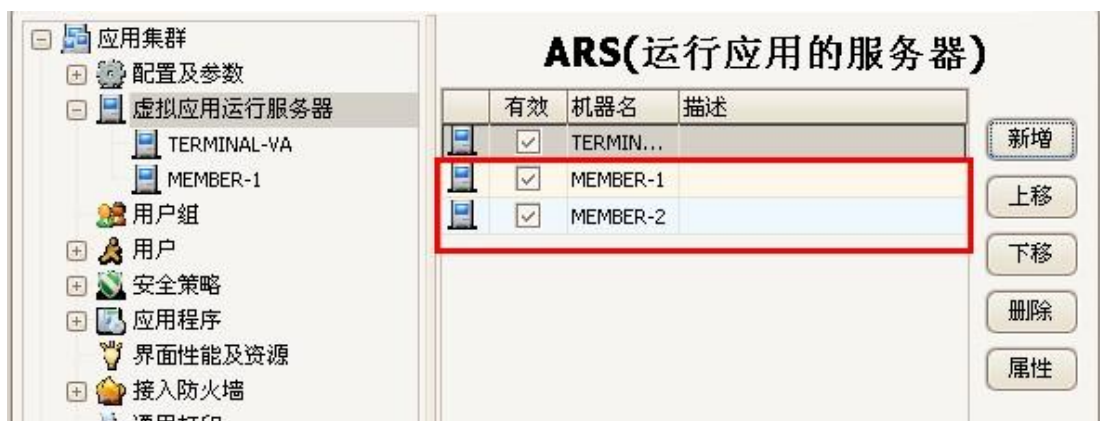 应用集群
配置及参数
虚拟应用运行服务器
TERMINAL-VA
MEMBER-1
用户组
用户
安全策略
应用程序
界面性能及资源
接入防火墙
ARS(运行应用的服务器)
有效 机器名 描述
TERMIN...
MEMBER-1
MEMBER-2
新增
上移
下移
删除
属性